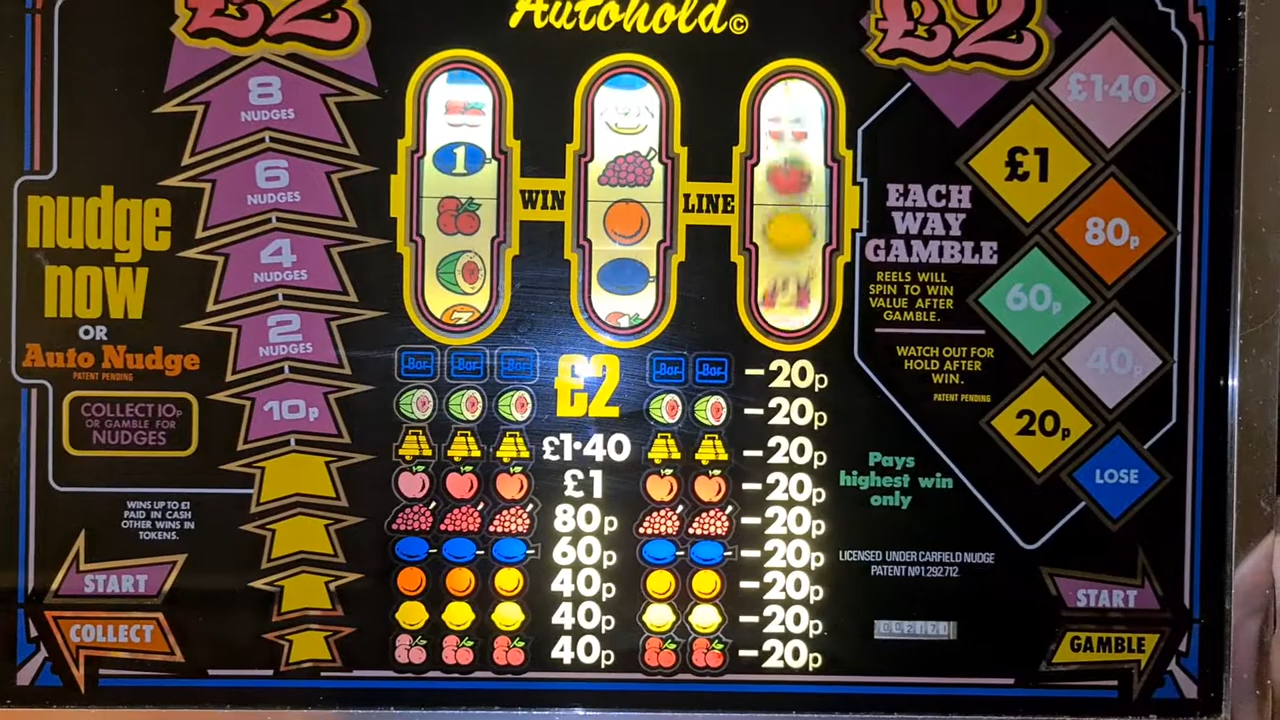 £2
Autohold©
£2
8
NUDGES
6
NUDGES
4
NUDGES
2
NUDGES
10p
nudge
now
OR
Auto Nudge
PATENT PENDING
COLLECT 10p
OR GAMBLE FOR
NUDGES
WINS UP TO £1
PAID IN CASH
OTHER WINS IN
TOKENS.
START
COLLECT
1
7
1
WIN
LINE
Bar Bar Bar £2 Bar Bar -20p
-20p
£1·40 -20p
£1 -20p
80p -20p
60p -20p
40p -20p
40p -20p
40p -20p
EACH
WAY
GAMBLE
REELS WILL
SPIN TO WIN
VALUE AFTER
GAMBLE.
WATCH OUT FOR
HOLD AFTER
WIN.
PATENT PENDING
Pays
highest win
only
£1·40
£1
80p
60p
40p
20p
LOSE
LICENSED UNDER CARFIELD NUDGE
PATENT Nº1.292.712.
START
GAMBLE